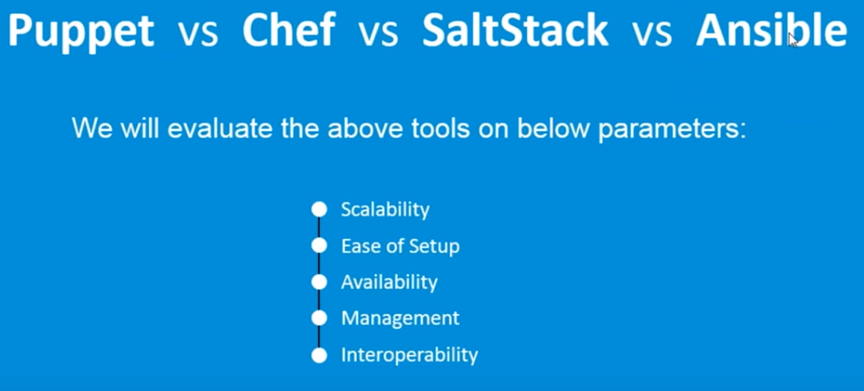 Puppet vs Chef vs SaltStack vs Ansible
We will evaluate the above tools on below parameters:
Scalability
Ease of Setup
Availability
Management
Interoperability